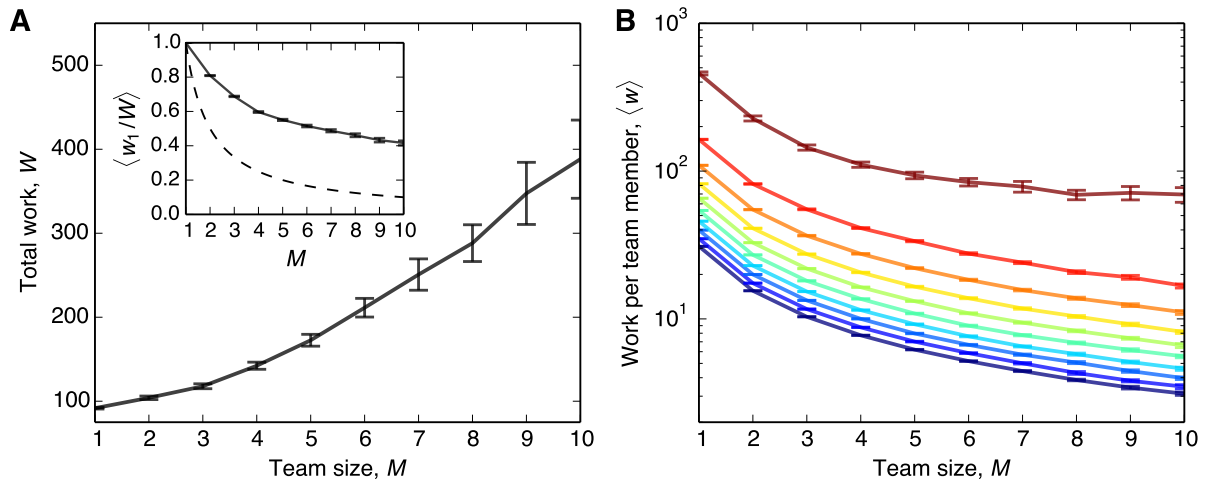 A
Total work, W
500
400
300
200
100
1 2 3 4 5 6 7 8 9 10
Team size, M
⟨w₁/W⟩
1.0
0.8
0.6
0.4
0.2
0.0
1 2 3 4 5 6 7 8 9 10
M
B
Work per team member, ⟨w⟩
10³
10²
10¹
1 2 3 4 5 6 7 8 9 10
Team size, M